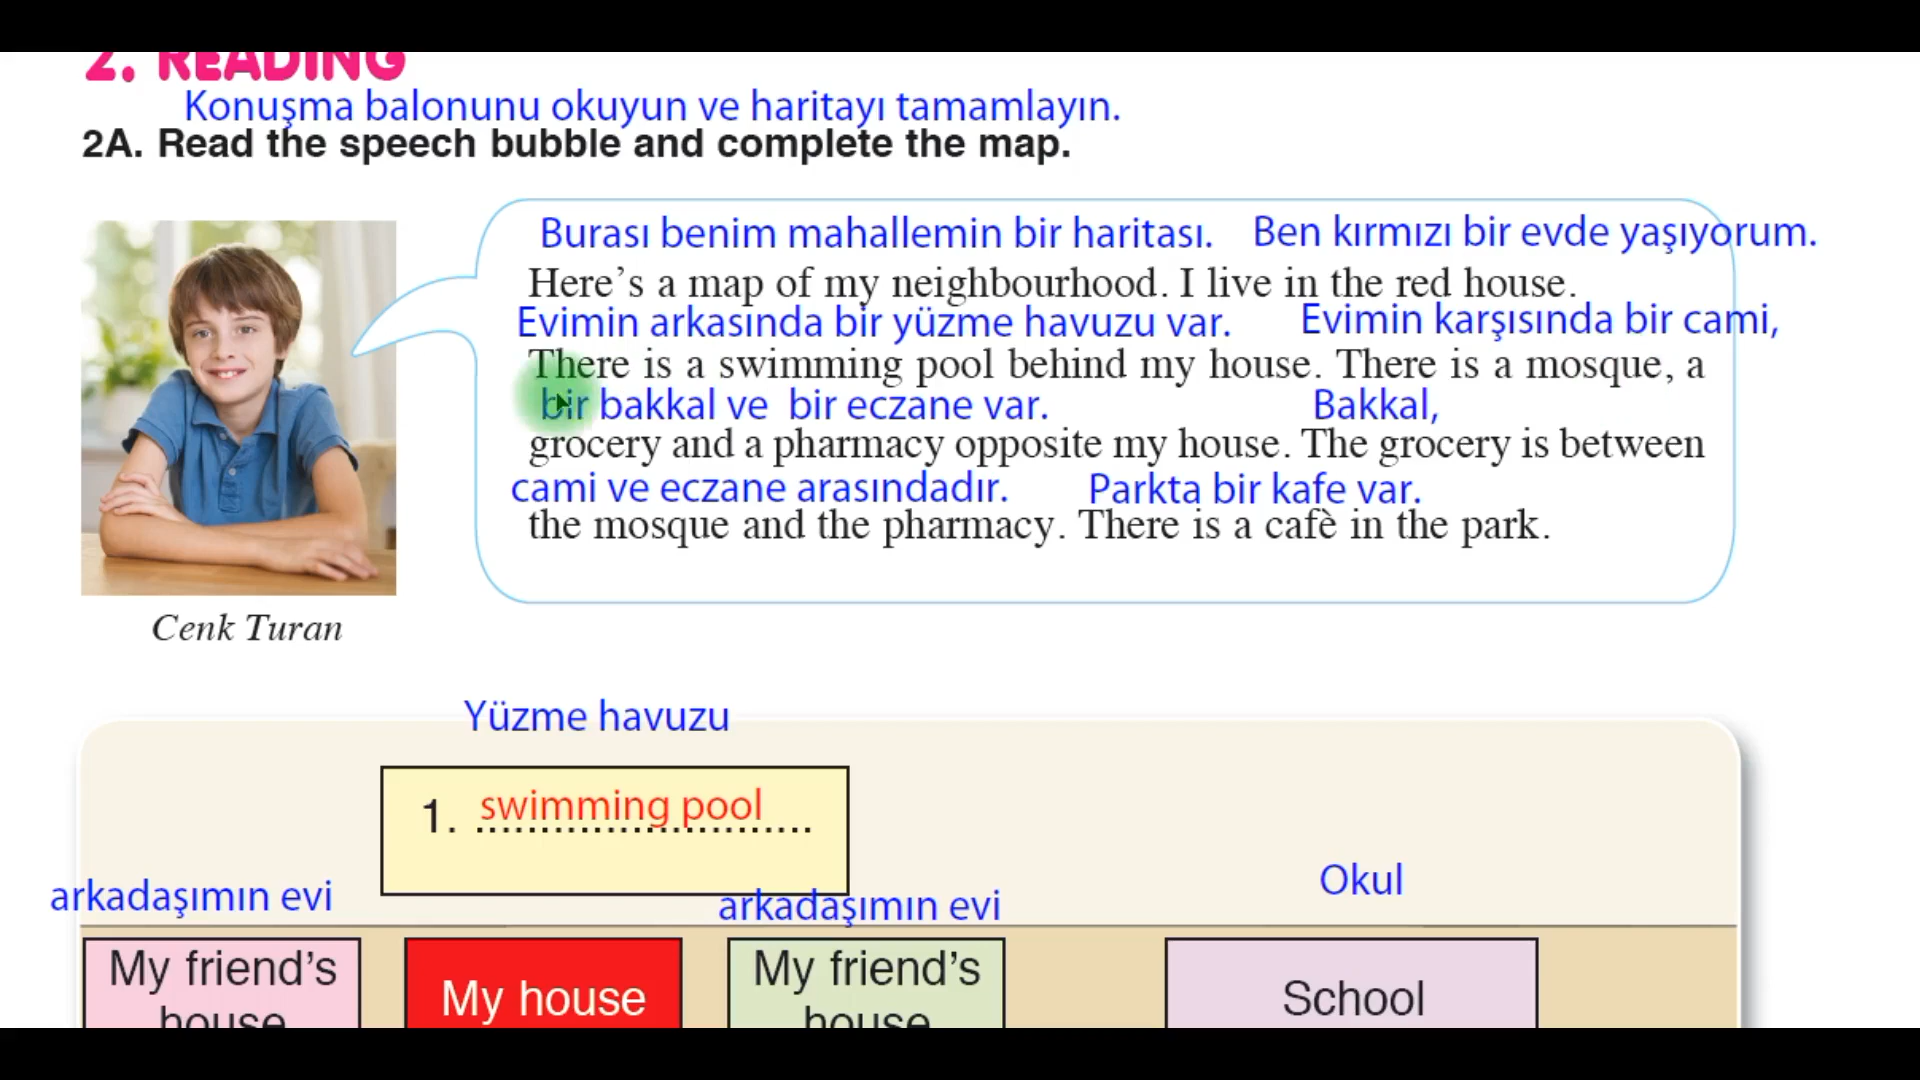 2. READING
Konuşma balonunu okuyun ve haritayı tamamlayın.
2A. Read the speech bubble and complete the map.
Burası benim mahallemin bir haritası. Ben kırmızı bir evde yaşıyorum.
Here's a map of my neighbourhood. I live in the red house.
Evimin arkasında bir yüzme havuzu var. Evimin karşısında bir cami,
There is a swimming pool behind my house. There is a mosque, a
bir bakkal ve bir eczane var. Bakkal,
grocery and a pharmacy opposite my house. The grocery is between
cami ve eczane arasındadır. Parkta bir kafe var.
the mosque and the pharmacy. There is a cafè in the park.
Cenk Turan
Yüzme havuzu
1. swimming pool
arkadaşımın evi
arkadaşımın evi
Okul
My friend's
house
My house
My friend's
house
School